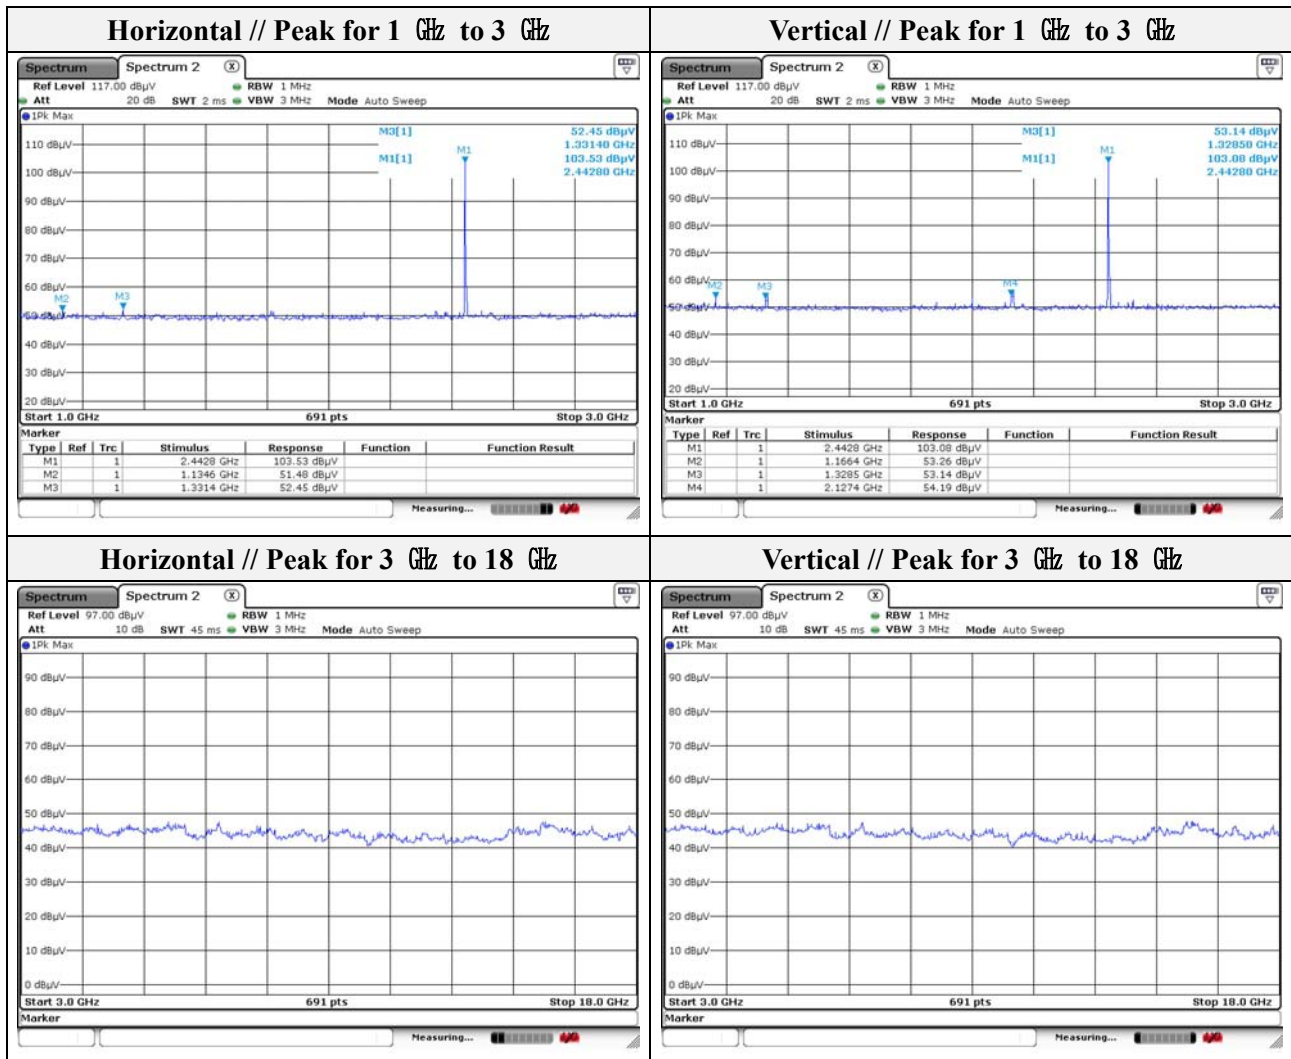 Horizontal // Peak for 1 ㎓ to 3 ㎓
Spectrum Spectrum 2 X
Ref Level 117.00 dBµV RBW 1 MHz
Att 20 dB SWT 2 ms VBW 3 MHz Mode Auto Sweep
1Pk Max
M3[1] 52.45 dBµV
1.33140 GHz
M1[1] 103.53 dBµV
2.44280 GHz
M1
110 dBµV
100 dBµV
90 dBµV
80 dBµV
70 dBµV
60 dBµV
M2 M3
50 dBµV
40 dBµV
30 dBµV
20 dBµV
Start 1.0 GHz 691 pts Stop 3.0 GHz
Marker
Type Ref Trc Stimulus Response Function Function Result
M1 1 2.4428 GHz 103.53 dBµV
M2 1 1.1346 GHz 51.48 dBµV
M3 1 1.3314 GHz 52.45 dBµV
Measuring...
Vertical // Peak for 1 ㎓ to 3 ㎓
Spectrum Spectrum 2 X
Ref Level 117.00 dBµV RBW 1 MHz
Att 20 dB SWT 2 ms VBW 3 MHz Mode Auto Sweep
1Pk Max
M3[1] 53.14 dBµV
1.32850 GHz
M1[1] 103.08 dBµV
2.44280 GHz
M1
110 dBµV
100 dBµV
90 dBµV
80 dBµV
70 dBµV
60 dBµV
M2 M3 M4
50 dBµV
40 dBµV
30 dBµV
20 dBµV
Start 1.0 GHz 691 pts Stop 3.0 GHz
Marker
Type Ref Trc Stimulus Response Function Function Result
M1 1 2.4428 GHz 103.08 dBµV
M2 1 1.1664 GHz 53.26 dBµV
M3 1 1.3285 GHz 53.14 dBµV
M4 1 2.1274 GHz 54.19 dBµV
Measuring...
Horizontal // Peak for 3 ㎓ to 18 ㎓
Spectrum Spectrum 2 X
Ref Level 97.00 dBµV RBW 1 MHz
Att 10 dB SWT 45 ms VBW 3 MHz Mode Auto Sweep
1Pk Max
90 dBµV
80 dBµV
70 dBµV
60 dBµV
50 dBµV
40 dBµV
30 dBµV
20 dBµV
10 dBµV
0 dBµV
Start 3.0 GHz 691 pts Stop 18.0 GHz
Marker
Measuring...
Vertical // Peak for 3 ㎓ to 18 ㎓
Spectrum Spectrum 2 X
Ref Level 97.00 dBµV RBW 1 MHz
Att 10 dB SWT 45 ms VBW 3 MHz Mode Auto Sweep
1Pk Max
90 dBµV
80 dBµV
70 dBµV
60 dBµV
50 dBµV
40 dBµV
30 dBµV
20 dBµV
10 dBµV
0 dBµV
Start 3.0 GHz 691 pts Stop 18.0 GHz
Marker
Measuring...